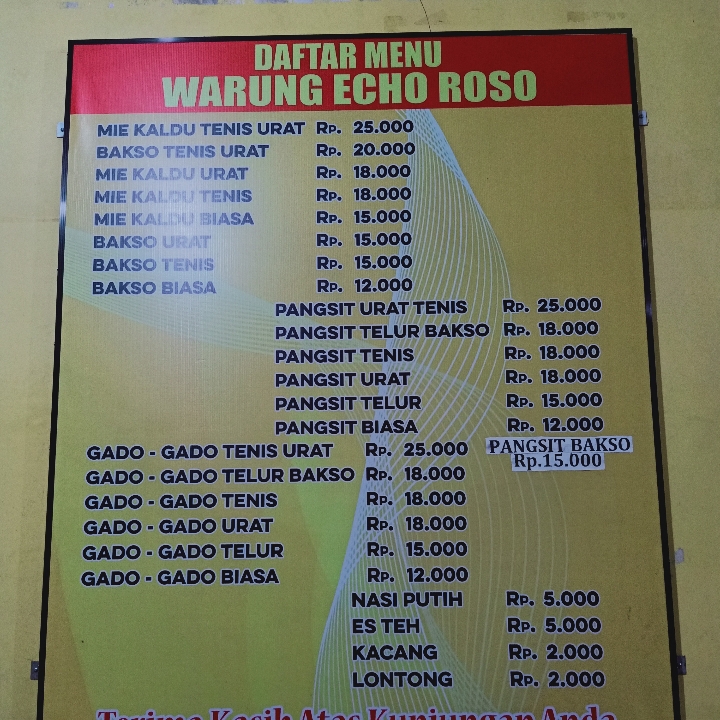 DAFTAR MENU
WARUNG ECHO ROSO
MIE KALDU TENIS URAT Rp. 25.000
BAKSO TENIS URAT Rp. 20.000
MIE KALDU URAT Rp. 18.000
MIE KALDU TENIS Rp. 18.000
MIE KALDU BIASA Rp. 15.000
BAKSO URAT Rp. 15.000
BAKSO TENIS Rp. 15.000
BAKSO BIASA Rp. 12.000
PANGSIT URAT TENIS Rp. 25.000
PANGSIT TELUR BAKSO Rp. 18.000
PANGSIT TENIS Rp. 18.000
PANGSIT URAT Rp. 18.000
PANGSIT TELUR Rp. 15.000
PANGSIT BIASA Rp. 12.000
PANGSIT BAKSO
Rp.15.000
GADO - GADO TENIS URAT Rp. 25.000
GADO - GADO TELUR BAKSO Rp. 18.000
GADO - GADO TENIS Rp. 18.000
GADO - GADO URAT Rp. 18.000
GADO - GADO TELUR Rp. 15.000
GADO - GADO BIASA Rp. 12.000
NASI PUTIH Rp. 5.000
ES TEH Rp. 5.000
KACANG Rp. 2.000
LONTONG Rp. 2.000
Terima Kasih Atas Kunjungan Anda